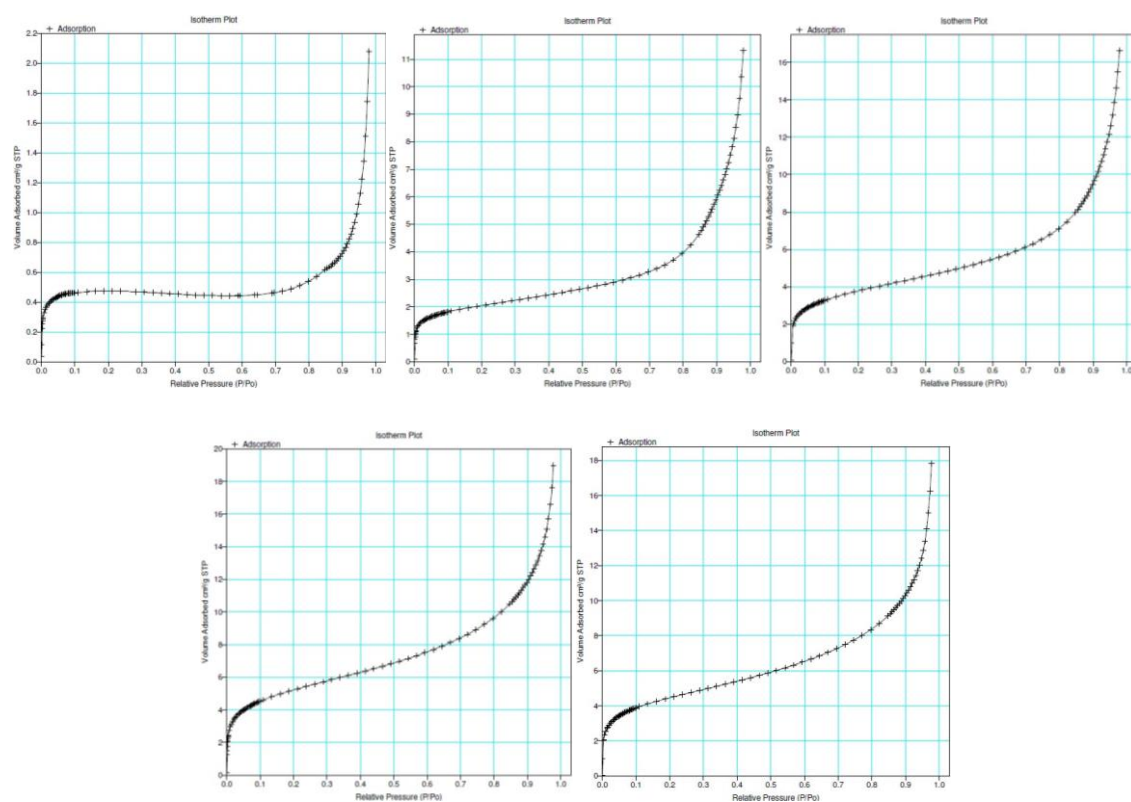 Isotherm Plot
+ Adsorption
Volume Adsorbed cm³/g STP
2.2
2.0
1.8
1.6
1.4
1.2
1.0
0.8
0.6
0.4
0.2
0.0
0.0 0.1 0.2 0.3 0.4 0.5 0.6 0.7 0.8 0.9 1.0
Relative Pressure (P/Po)
Isotherm Plot
+ Adsorption
Volume Adsorbed cm³/g STP
11
10
9
8
7
6
5
4
3
2
1
0
0.0 0.1 0.2 0.3 0.4 0.5 0.6 0.7 0.8 0.9 1.0
Relative Pressure (P/Po)
Isotherm Plot
+ Adsorption
Volume Adsorbed cm³/g STP
16
14
12
10
8
6
4
2
0
0.0 0.1 0.2 0.3 0.4 0.5 0.6 0.7 0.8 0.9 1.0
Relative Pressure (P/Po)
Isotherm Plot
+ Adsorption
Volume Adsorbed cm³/g STP
20
18
16
14
12
10
8
6
4
2
0
0.0 0.1 0.2 0.3 0.4 0.5 0.6 0.7 0.8 0.9 1.0
Relative Pressure (P/Po)
Isotherm Plot
+ Adsorption
Volume Adsorbed cm³/g STP
18
16
14
12
10
8
6
4
2
0
0.0 0.1 0.2 0.3 0.4 0.5 0.6 0.7 0.8 0.9 1.0
Relative Pressure (P/Po)